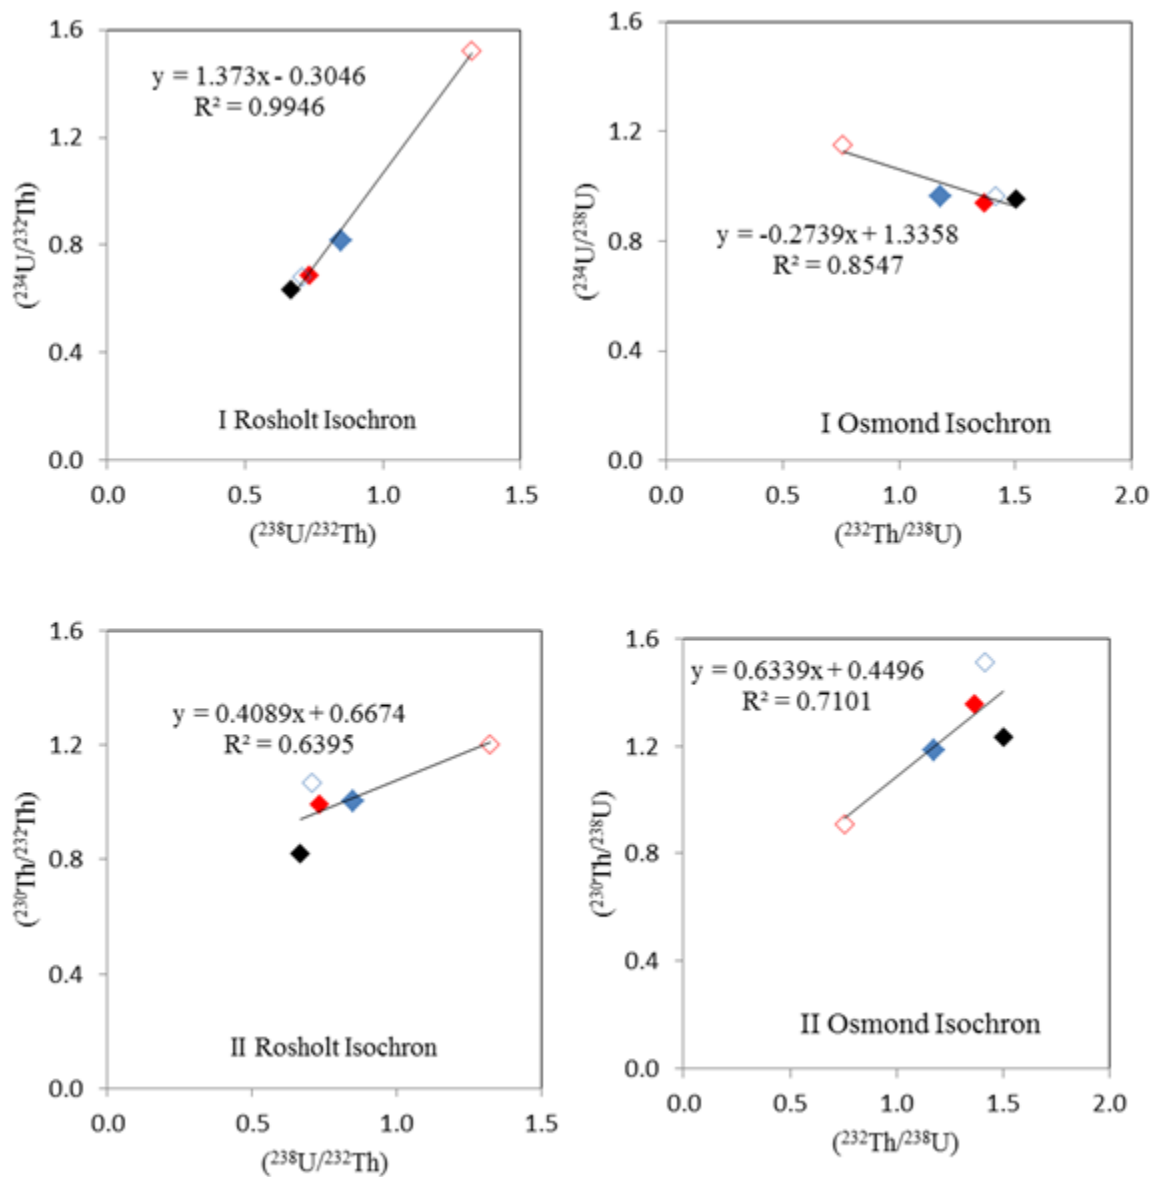 1.6
1.2
0.8
0.4
0.0
(²³⁴U/²³²Th)
y = 1.373x - 0.3046
R² = 0.9946
I Rosholt Isochron
0.0 0.5 1.0 1.5
(²³⁸U/²³²Th)
1.6
1.2
0.8
0.4
0.0
(²³⁴U/²³⁸U)
y = -0.2739x + 1.3358
R² = 0.8547
I Osmond Isochron
0.0 0.5 1.0 1.5 2.0
(²³²Th/²³⁸U)
1.6
1.2
0.8
0.4
0.0
(²³⁰Th/²³²Th)
y = 0.4089x + 0.6674
R² = 0.6395
II Rosholt Isochron
0.0 0.5 1.0 1.5
(²³⁸U/²³²Th)
1.6
1.2
0.8
0.4
0.0
(²³⁰Th/²³⁸U)
y = 0.6339x + 0.4496
R² = 0.7101
II Osmond Isochron
0.0 0.5 1.0 1.5 2.0
(²³²Th/²³⁸U)